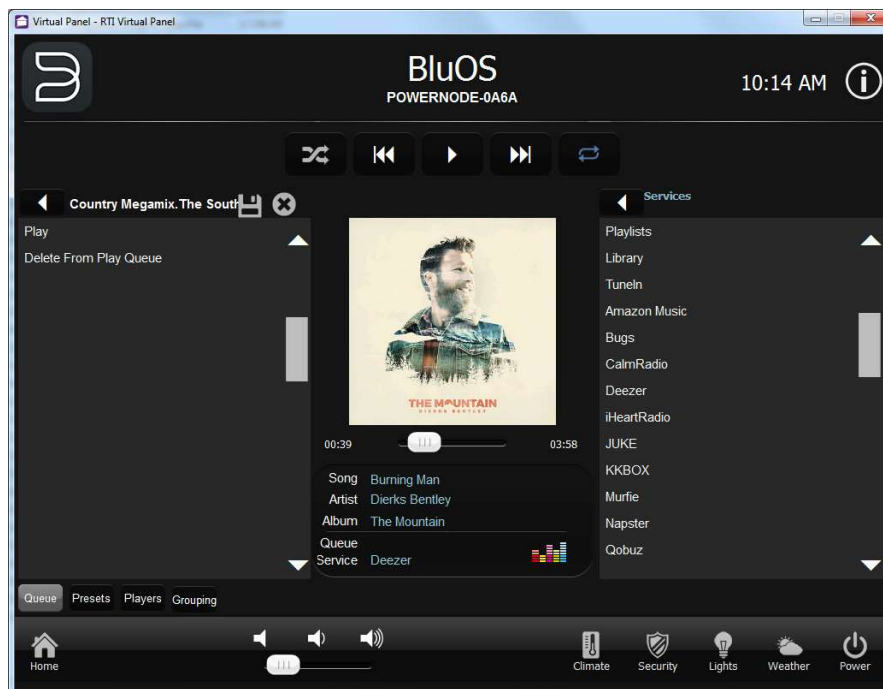 Virtual Panel - RTI Virtual Panel
BluOS
POWERNODE-0A6A
10:14 AM
Country Megamix.The South
Services
Play
Delete From Play Queue
Playlists
Library
TuneIn
Amazon Music
Bugs
CalmRadio
Deezer
iHeartRadio
JUKE
KKBOX
Murfie
Napster
Qobuz
THE MOUNTAIN
DIERKS BENTLEY
00:39
03:58
Song Burning Man
Artist Dierks Bentley
Album The Mountain
Queue
Service Deezer
Queue Presets Players Grouping
Home Climate Security Lights Weather Power